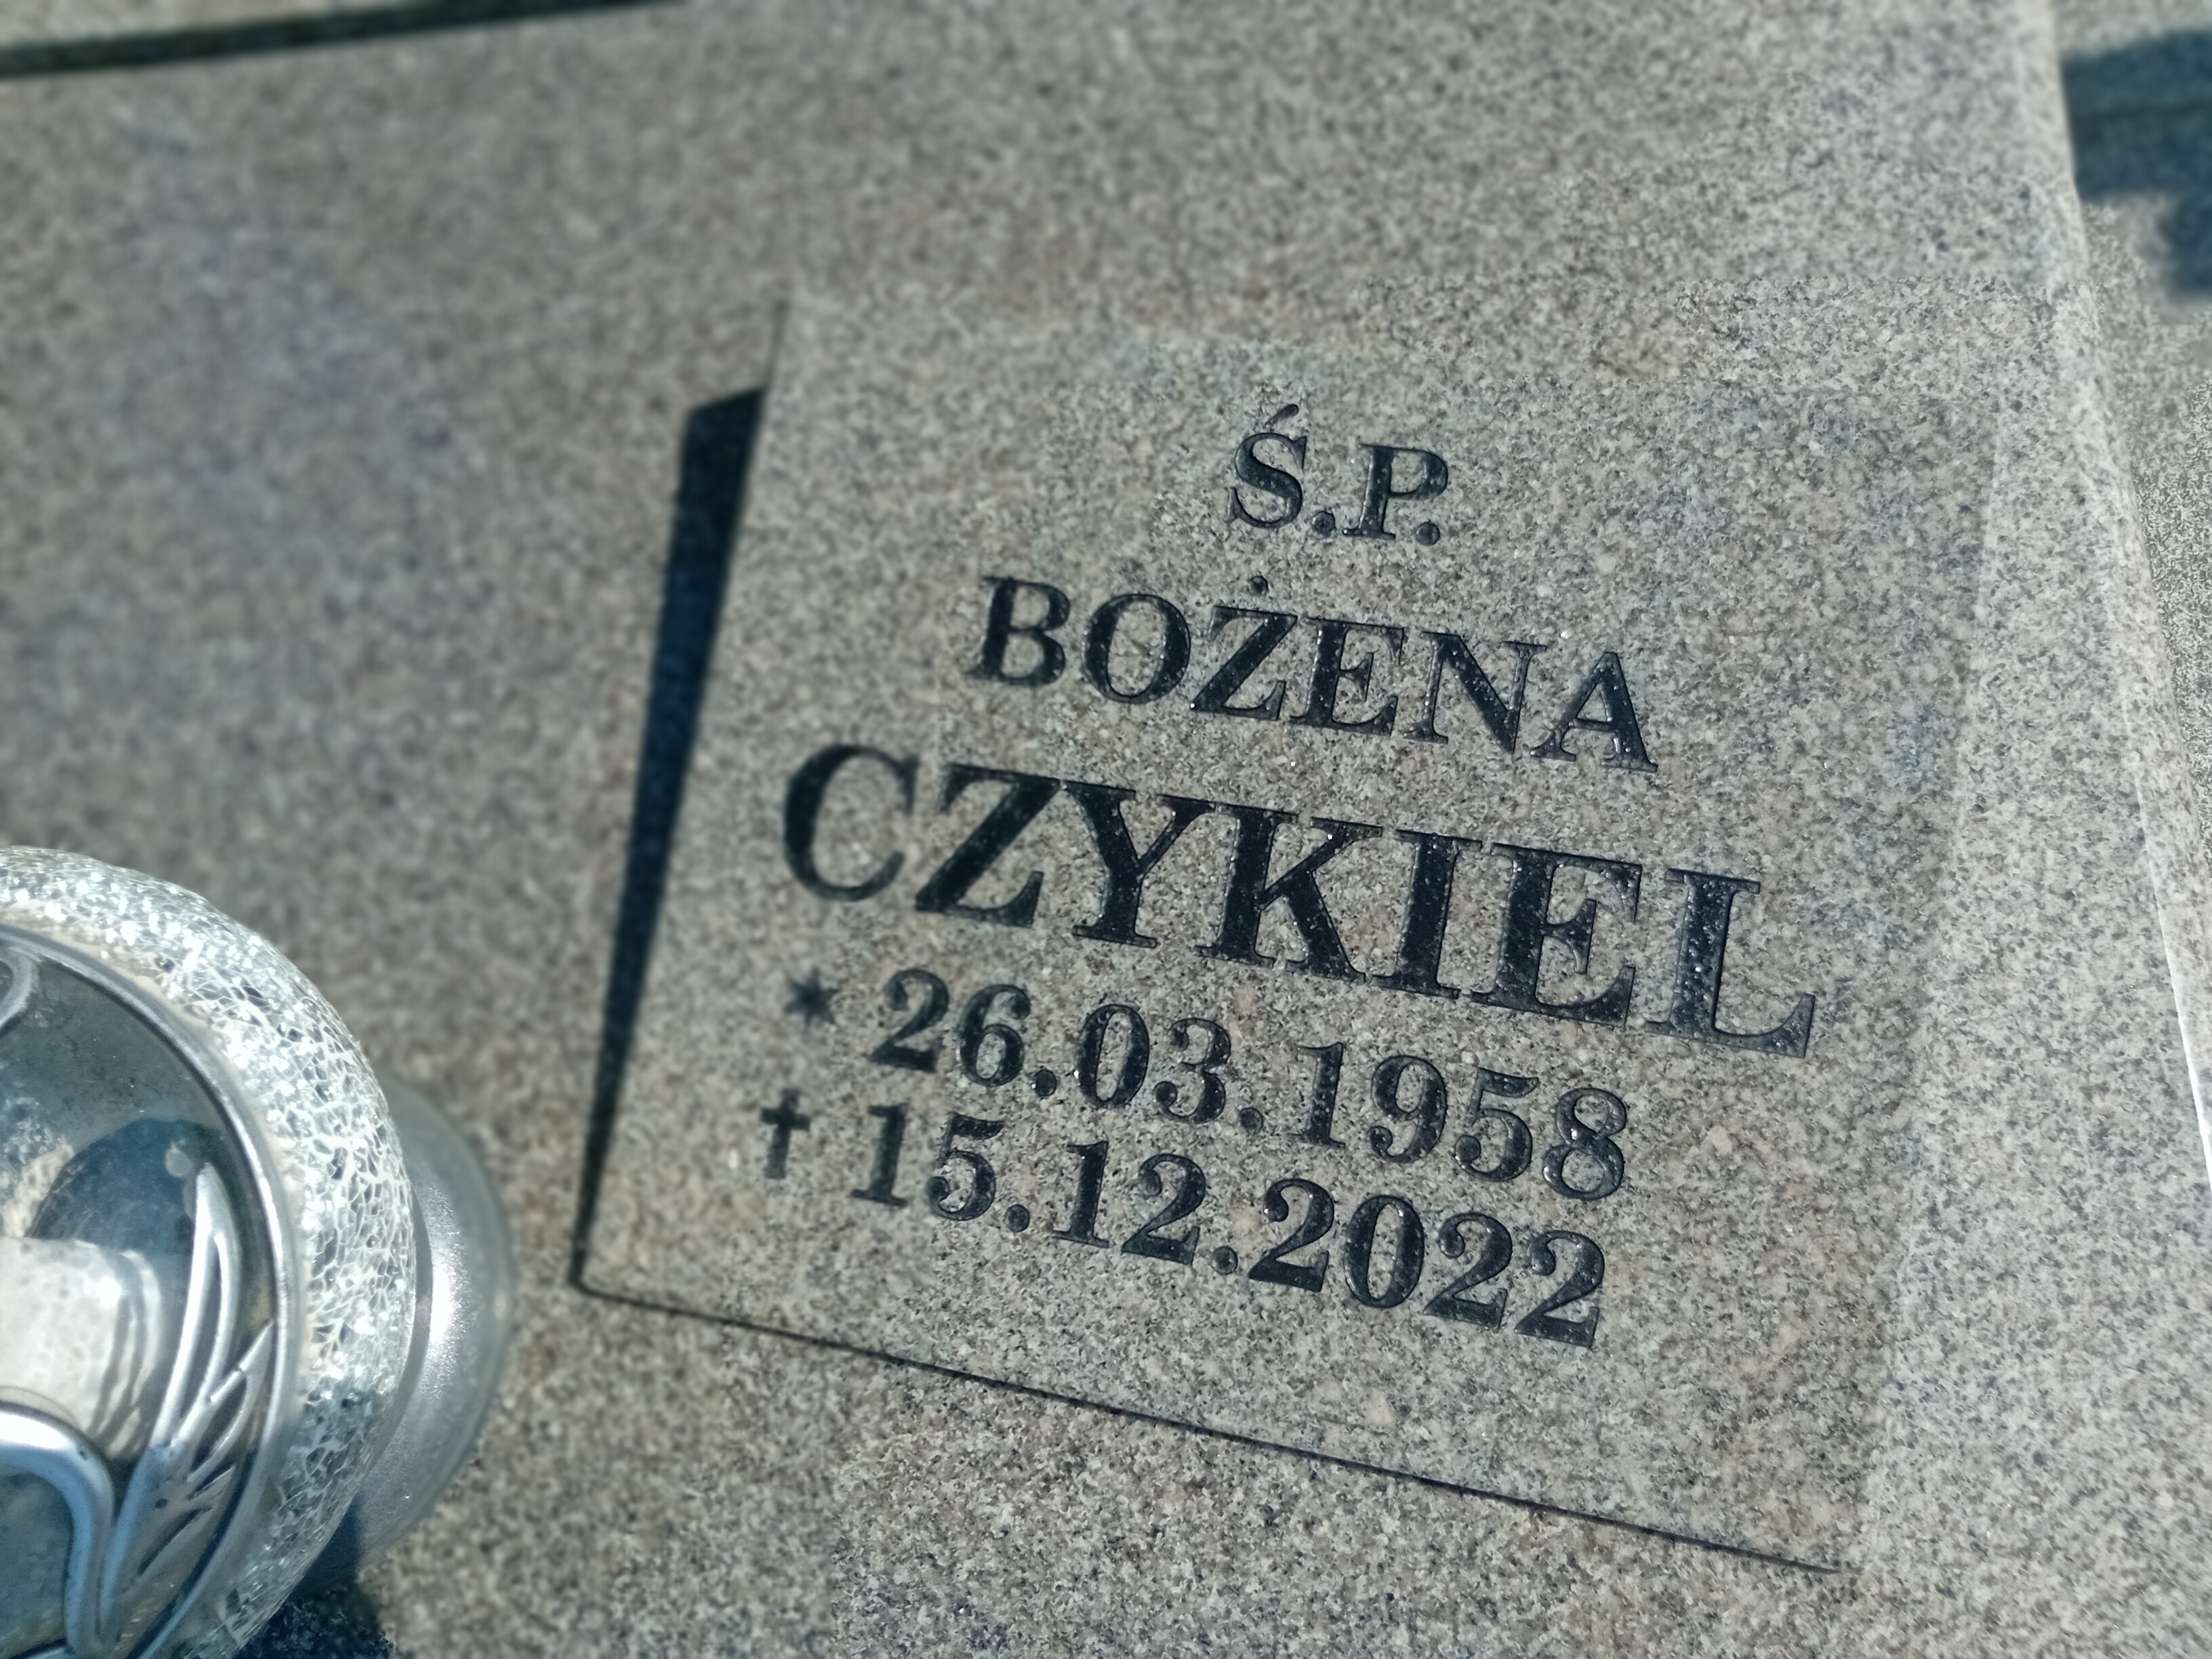 Ś.P.
BOŻENA
CZYKIEL
* 26.03.1958
† 15.12.2022